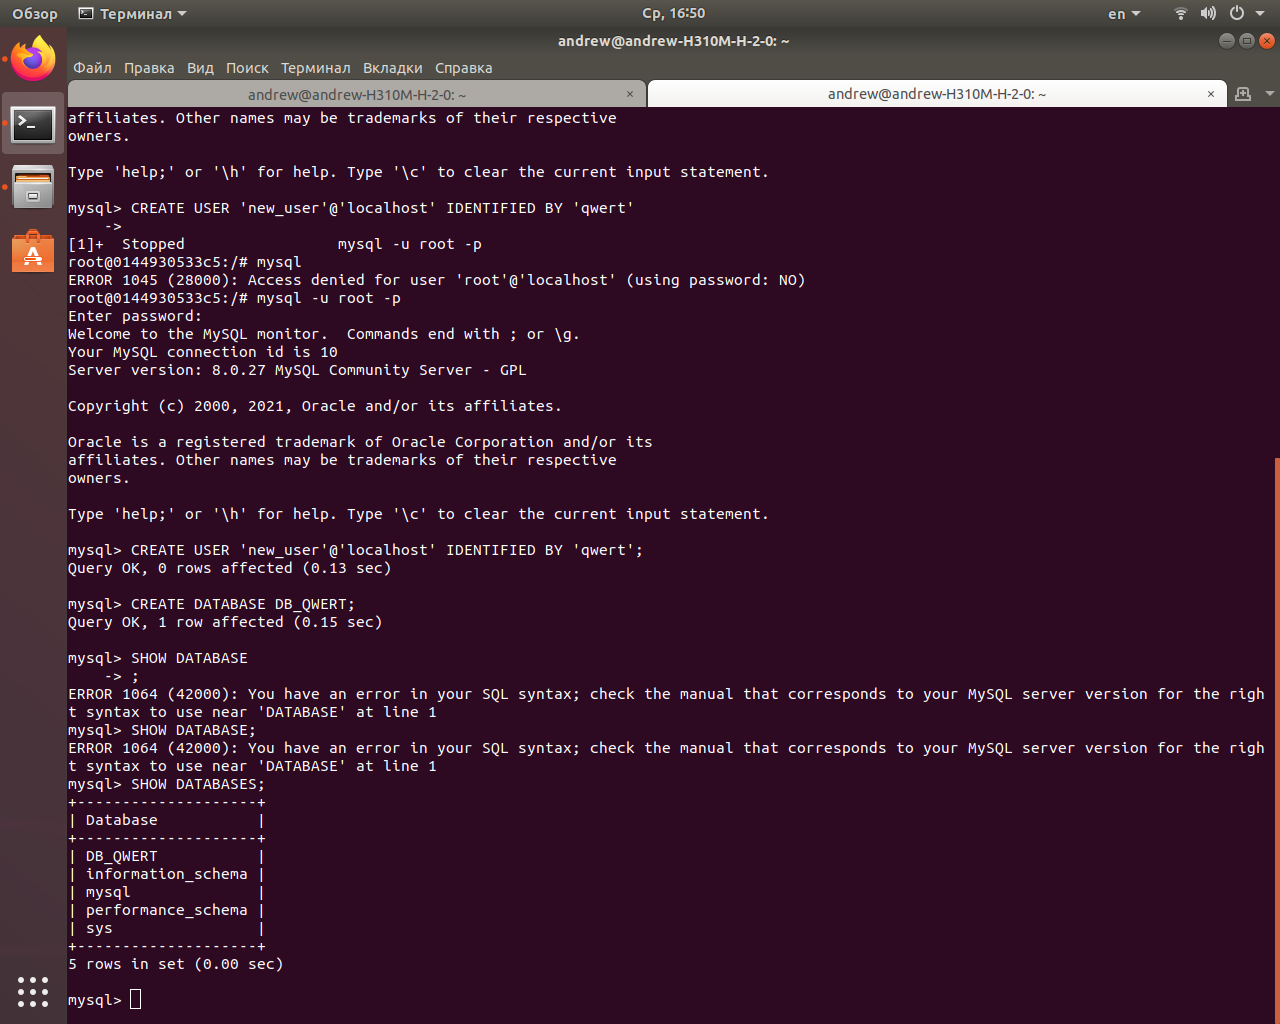 Обзор
Терминал
Ср, 16:50
en
andrew@andrew-H310M-H-2-0: ~
Файл Правка Вид Поиск Терминал Вкладки Справка
andrew@andrew-H310M-H-2-0: ~ ×
andrew@andrew-H310M-H-2-0: ~ ×
affiliates. Other names may be trademarks of their respective
owners.
Type 'help;' or '\h' for help. Type '\c' to clear the current input statement.
mysql> CREATE USER 'new_user'@'localhost' IDENTIFIED BY 'qwert'
    ->
[1]+  Stopped                 mysql -u root -p
root@0144930533c5:/# mysql
ERROR 1045 (28000): Access denied for user 'root'@'localhost' (using password: NO)
root@0144930533c5:/# mysql -u root -p
Enter password:
Welcome to the MySQL monitor.  Commands end with ; or \g.
Your MySQL connection id is 10
Server version: 8.0.27 MySQL Community Server - GPL
Copyright (c) 2000, 2021, Oracle and/or its affiliates.
Oracle is a registered trademark of Oracle Corporation and/or its
affiliates. Other names may be trademarks of their respective
owners.
Type 'help;' or '\h' for help. Type '\c' to clear the current input statement.
mysql> CREATE USER 'new_user'@'localhost' IDENTIFIED BY 'qwert';
Query OK, 0 rows affected (0.13 sec)
mysql> CREATE DATABASE DB_QWERT;
Query OK, 1 row affected (0.15 sec)
mysql> SHOW DATABASE
    -> ;
ERROR 1064 (42000): You have an error in your SQL syntax; check the manual that corresponds to your MySQL server version for the righ
t syntax to use near 'DATABASE' at line 1
mysql> SHOW DATABASE;
ERROR 1064 (42000): You have an error in your SQL syntax; check the manual that corresponds to your MySQL server version for the righ
t syntax to use near 'DATABASE' at line 1
mysql> SHOW DATABASES;
+--------------------+
| Database           |
+--------------------+
| DB_QWERT           |
| information_schema |
| mysql              |
| performance_schema |
| sys                |
+--------------------+
5 rows in set (0.00 sec)
mysql>